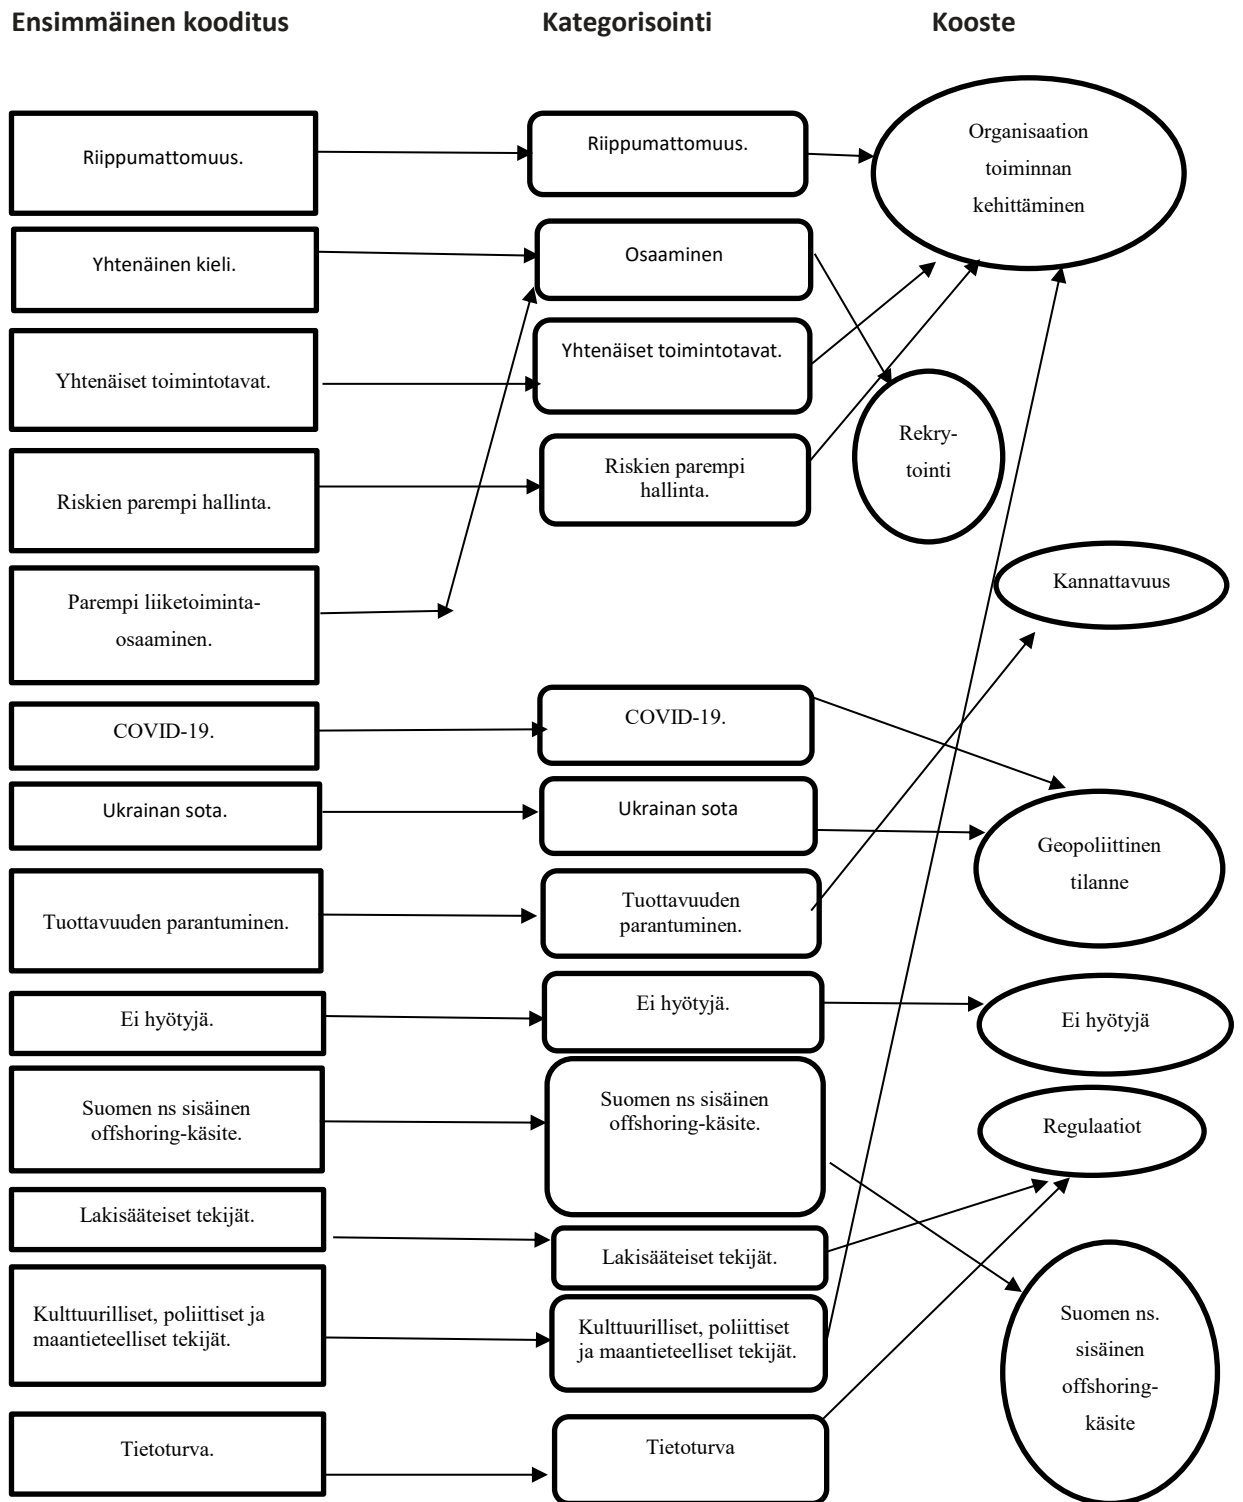 Ensimmäinen kooditus
Kategorisointi
Kooste
Riippumattomuus.
Riippumattomuus.
Organisaation
toiminnan
kehittäminen
Yhtenäinen kieli.
Osaaminen
Yhtenäiset toimintotavat.
Yhtenäiset toimintotavat.
Rekry-
tointi
Riskien parempi hallinta.
Riskien parempi
hallinta.
Kannattavuus
Parempi liiketoiminta-
osaaminen.
COVID-19.
COVID-19.
Ukrainan sota.
Ukrainan sota
Geopoliittinen
tilanne
Tuottavuuden parantuminen.
Tuottavuuden
parantuminen.
Ei hyötyjä.
Ei hyötyjä.
Ei hyötyjä
Suomen ns sisäinen
offshoring-käsite.
Suomen ns sisäinen
offshoring-käsite.
Regulaatiot
Lakisääteiset tekijät.
Lakisääteiset tekijät.
Kulttuurilliset, poliittiset ja
maantieteelliset tekijät.
Kulttuurilliset, poliittiset
ja maantieteelliset tekijät.
Suomen ns.
sisäinen
offshoring-
käsite
Tietoturva.
Tietoturva